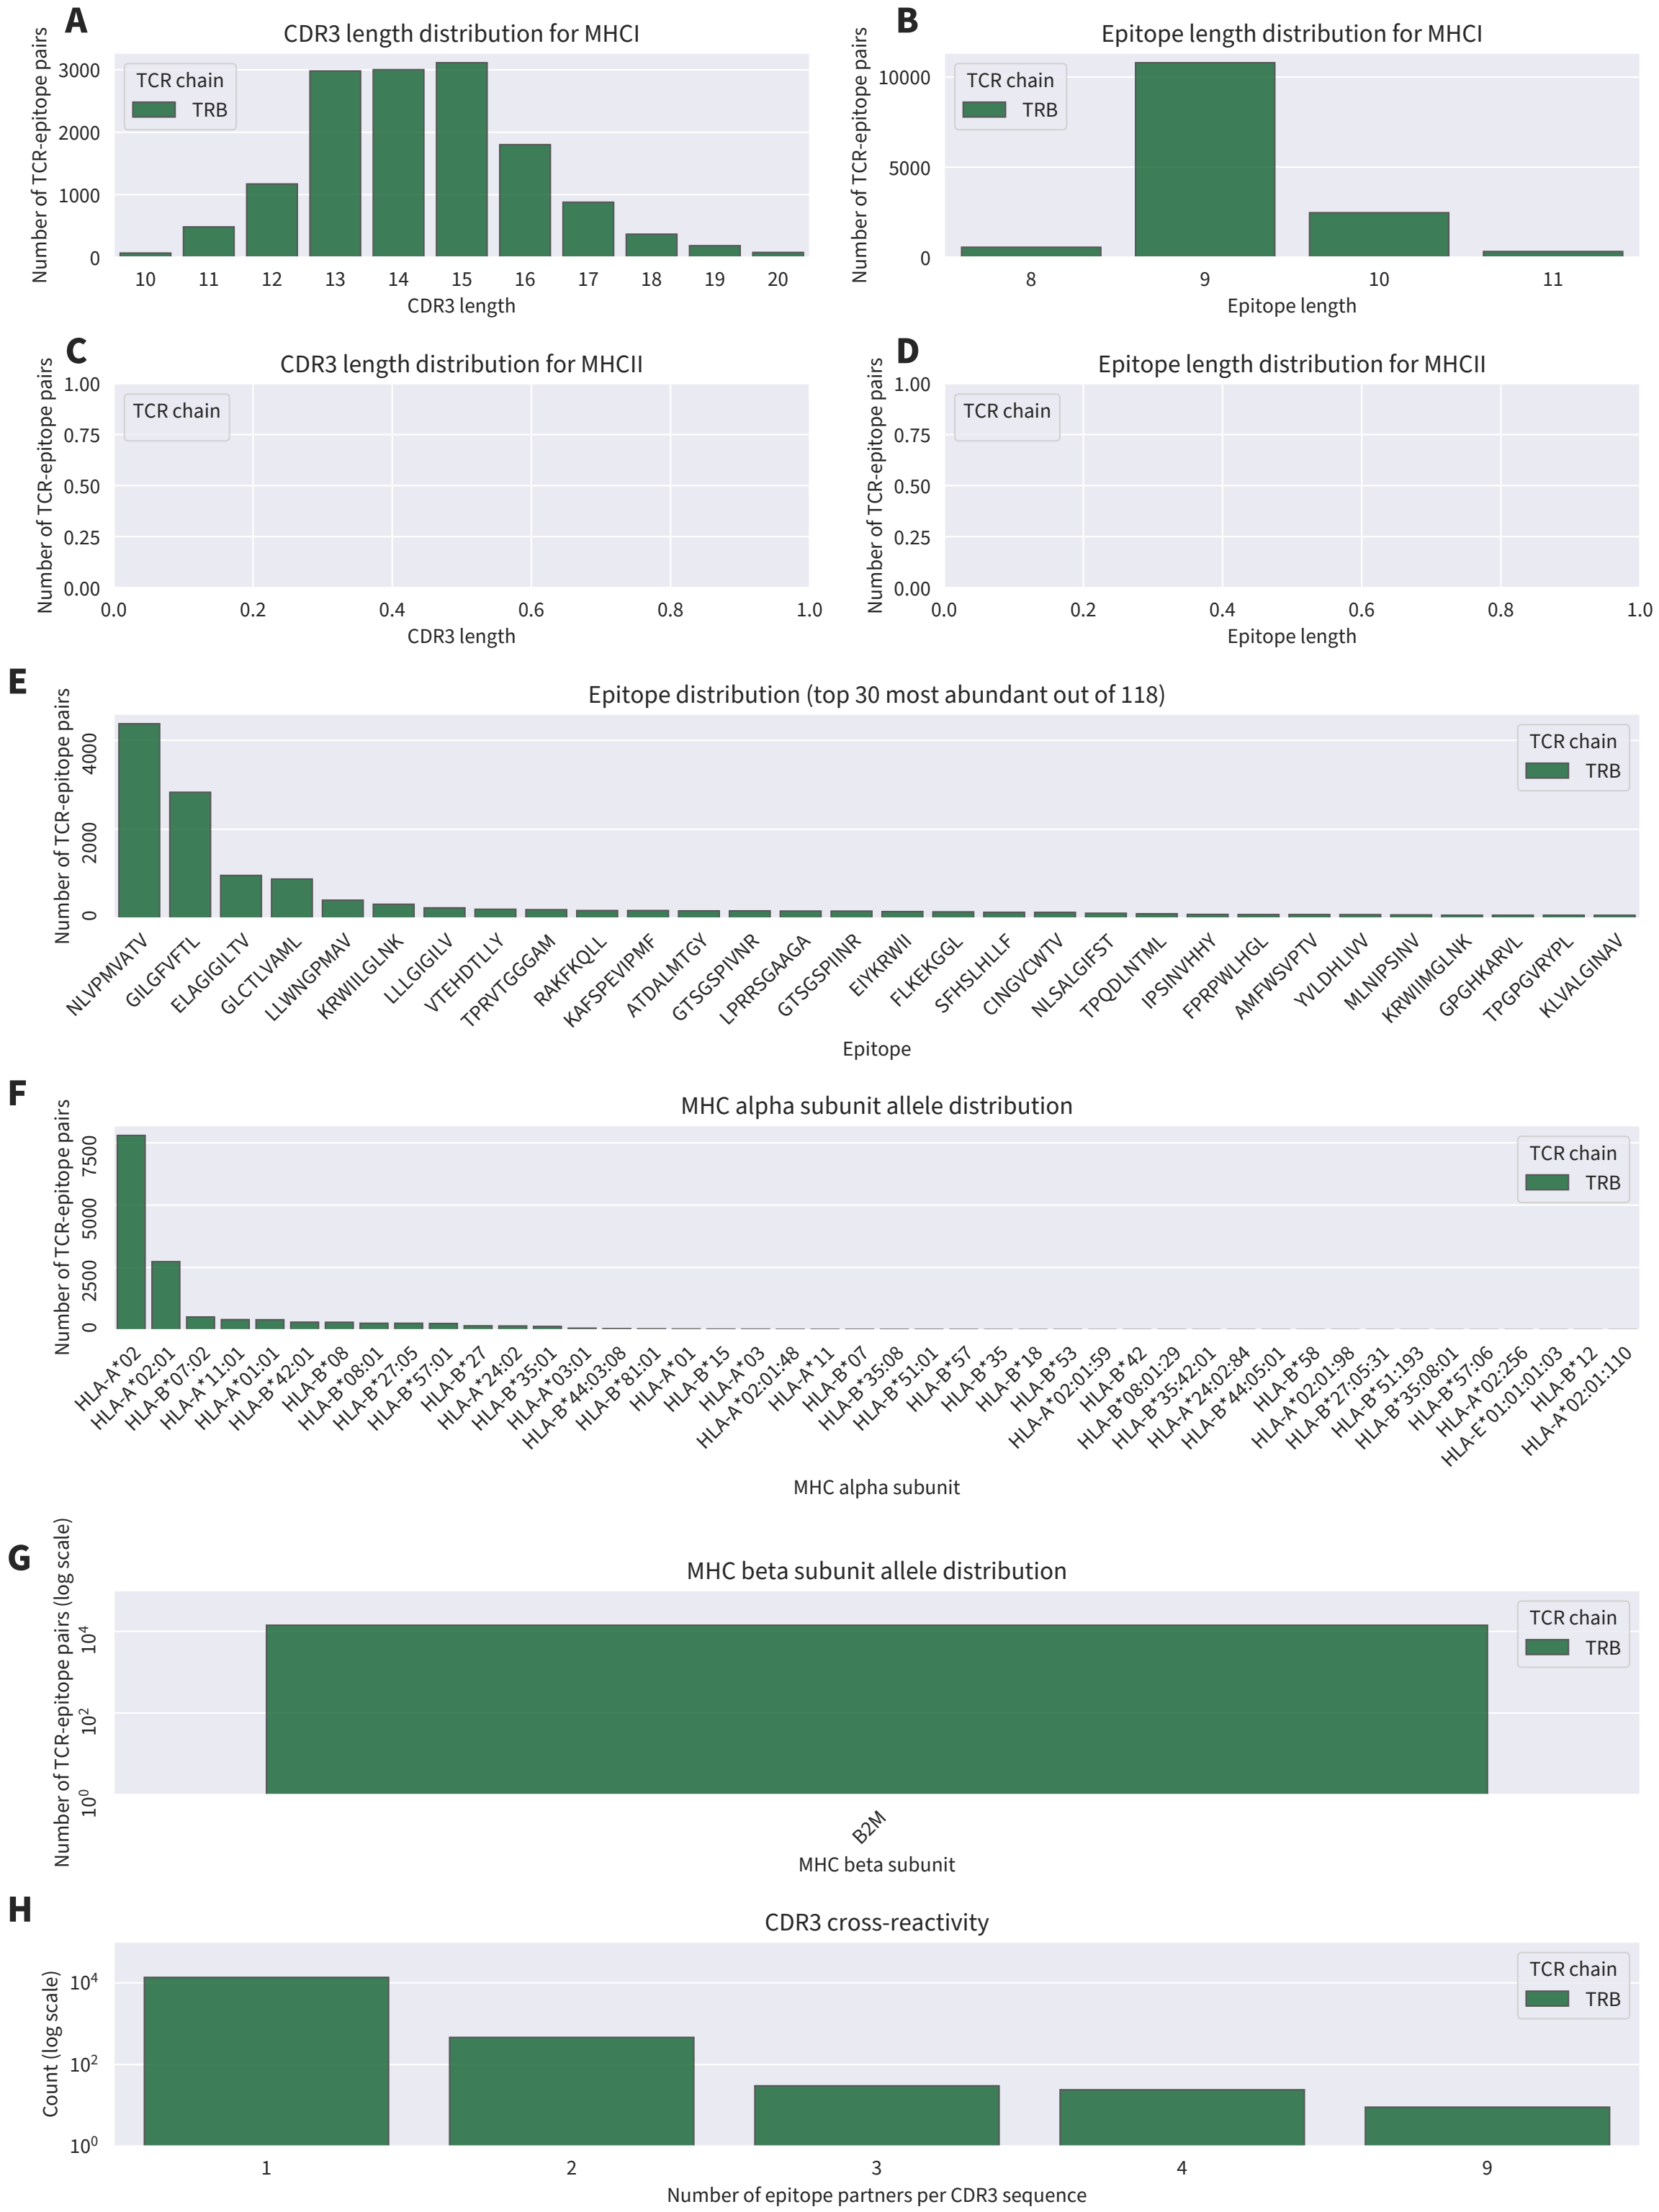 A
CDR3 length distribution for MHCI
Number of TCR-epitope pairs
3000
2000
1000
0
TCR chain
TRB
10 11 12 13 14 15 16 17 18 19 20
CDR3 length
B
Epitope length distribution for MHCI
Number of TCR-epitope pairs
10000
5000
0
TCR chain
TRB
8 9 10 11
Epitope length
C
CDR3 length distribution for MHCII
Number of TCR-epitope pairs
1.00
0.75
0.50
0.25
0.00
TCR chain
0.0 0.2 0.4 0.6 0.8 1.0
CDR3 length
D
Epitope length distribution for MHCII
Number of TCR-epitope pairs
1.00
0.75
0.50
0.25
0.00
TCR chain
0.0 0.2 0.4 0.6 0.8 1.0
Epitope length
E
Epitope distribution (top 30 most abundant out of 118)
Number of TCR-epitope pairs
4000
2000
0
TCR chain
TRB
NLVPMVATV
GILGFVFTL
ELAGIGILTV
GLCTLVAML
LLWNGPMAV
KRWIILGLNK
LLLGIGILV
VTEHDTLLY
TPRVTGGGAM
RAKFKQLL
KAFSPEVIPMF
ATDALMTGY
GTSGSPIVNR
LPRRSGAAGA
GTSGSPIINR
EIYKRWII
FLKEKGGL
SFHSLHLLF
CINGVCWTV
NLSALGIFST
TPQDLNTML
IPSINVHHY
FPRPWLHGL
AMFWSVPTV
YVLDHLIVV
MLNIPSINV
KRWIIMGLNK
GPGHKARVL
TPGPGVRYPL
KLVALGINAV
Epitope
F
MHC alpha subunit allele distribution
Number of TCR-epitope pairs
7500
5000
2500
0
TCR chain
TRB
HLA-A*02
HLA-A*02:01
HLA-B*07:02
HLA-A*11:01
HLA-A*01:01
HLA-B*42:01
HLA-B*08
HLA-B*08:01
HLA-B*27:05
HLA-B*57:01
HLA-B*27
HLA-A*24:02
HLA-B*35:01
HLA-A*03:01
HLA-B*44:03:08
HLA-B*81:01
HLA-A*01
HLA-B*15
HLA-A*03
HLA-A*02:01:48
HLA-A*11
HLA-B*07
HLA-B*35:08
HLA-B*51:01
HLA-B*57
HLA-B*35
HLA-B*18
HLA-B*53
HLA-A*02:01:59
HLA-B*42
HLA-B*08:01:29
HLA-B*35:42:01
HLA-A*24:02:84
HLA-B*44:05:01
HLA-B*58
HLA-A*02:01:98
HLA-B*27:05:31
HLA-B*51:193
HLA-B*35:08:01
HLA-B*57:06
HLA-A*02:256
HLA-E*01:01:01:03
HLA-B*12
HLA-A*02:01:110
MHC alpha subunit
G
MHC beta subunit allele distribution
Number of TCR-epitope pairs (log scale)
10⁴
10²
10⁰
TCR chain
TRB
B2M
MHC beta subunit
H
CDR3 cross-reactivity
Count (log scale)
10⁴
10²
10⁰
TCR chain
TRB
1 2 3 4 9
Number of epitope partners per CDR3 sequence